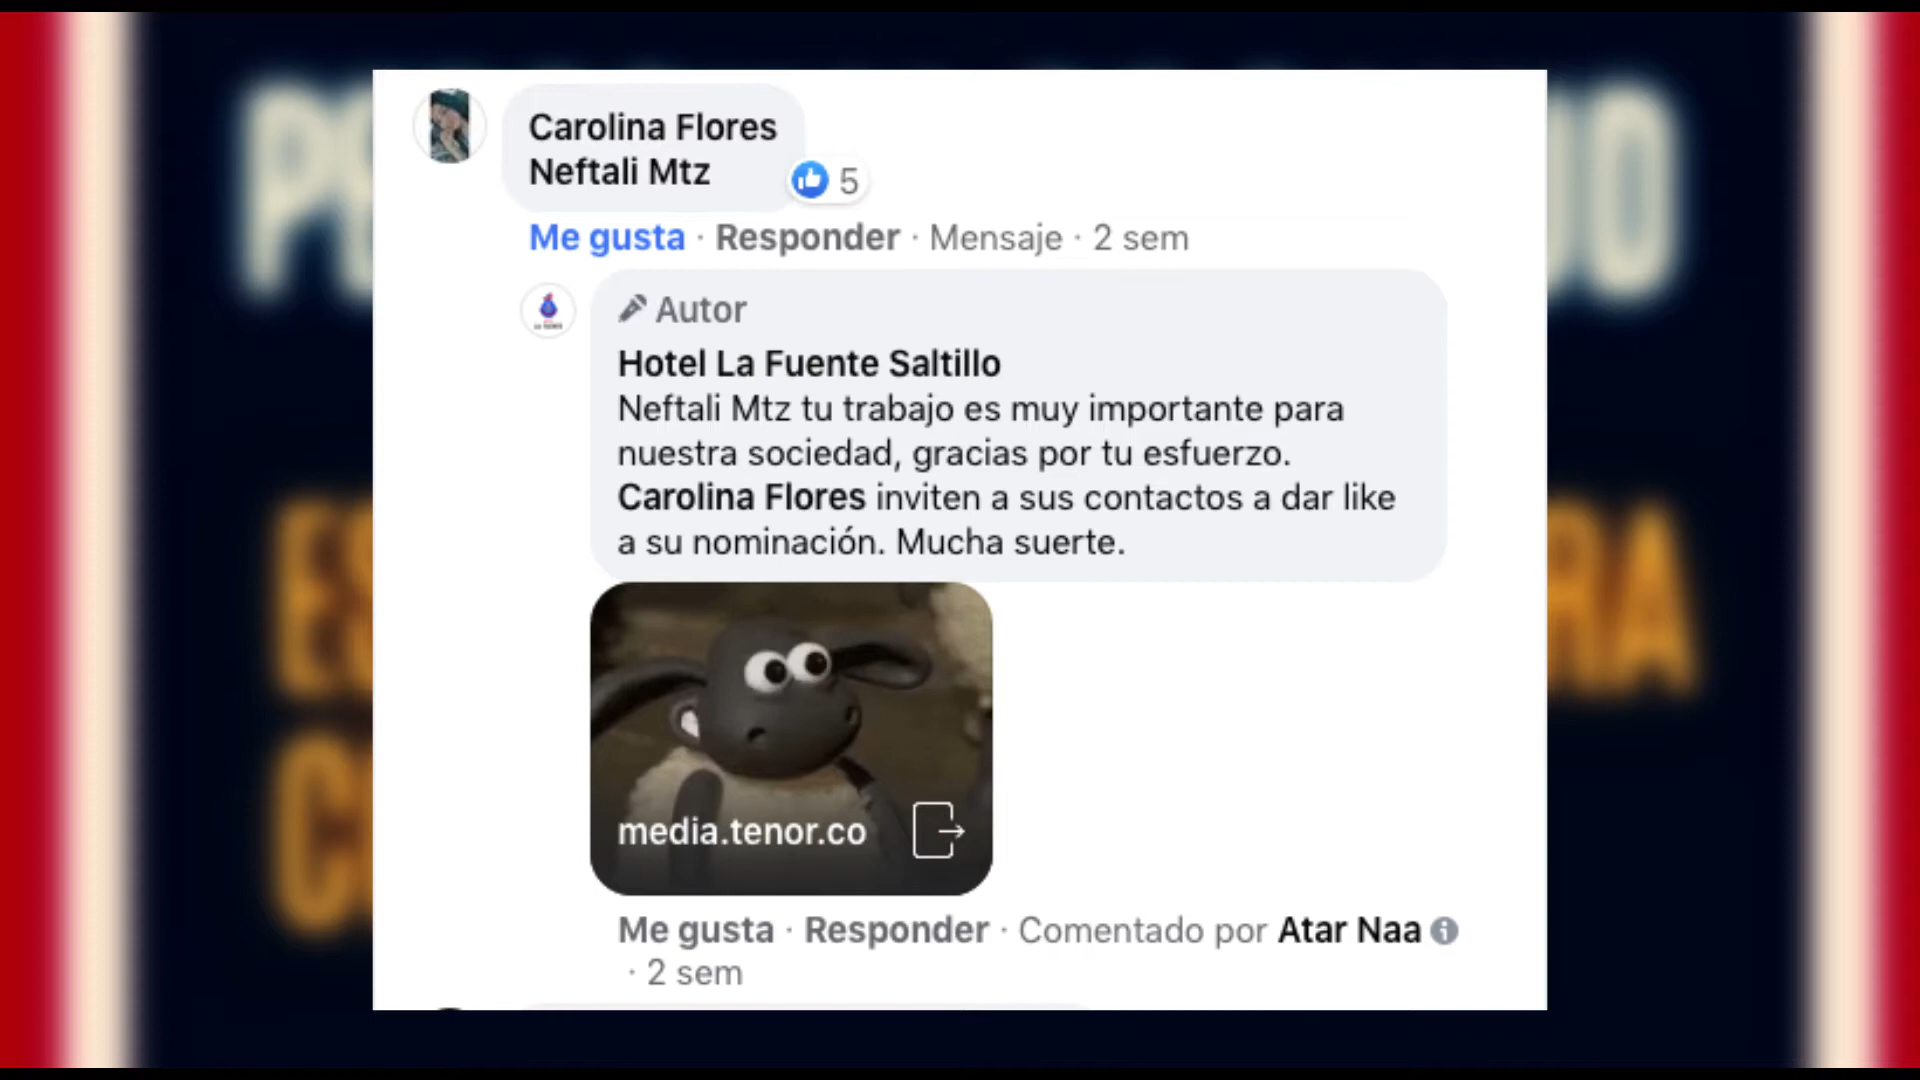 Carolina Flores
Neftali Mtz
5
Me gusta · Responder · Mensaje · 2 sem
Autor
Hotel La Fuente Saltillo
Neftali Mtz tu trabajo es muy importante para
nuestra sociedad, gracias por tu esfuerzo.
Carolina Flores inviten a sus contactos a dar like
a su nominación. Mucha suerte.
media.tenor.co
Me gusta · Responder · Comentado por Atar Naa
· 2 sem